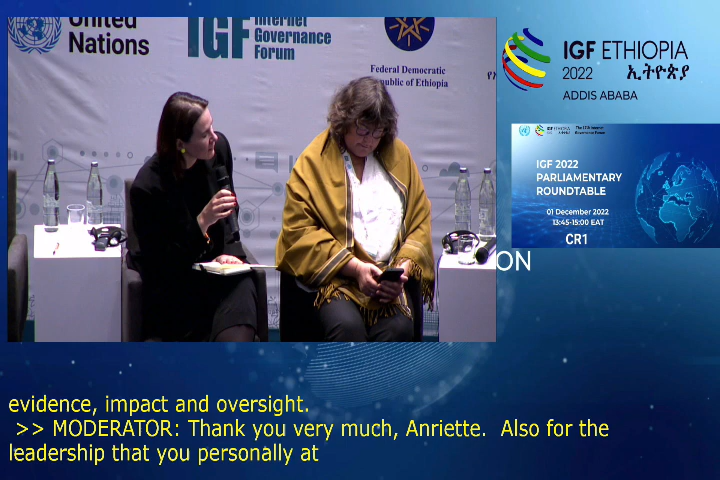 United
Nations
IGF
Internet
Governance
Forum
Federal Democratic
Republic of Ethiopia
IGF ETHIOPIA
2022 ኢትዮጵያ
ADDIS ABABA
IGF 2022
PARLIAMENTARY
ROUNDTABLE
01 December 2022
13:45-15:00 EAT
CR1
ON
evidence, impact and oversight.
>> MODERATOR: Thank you very much, Anriette. Also for the
leadership that you personally at